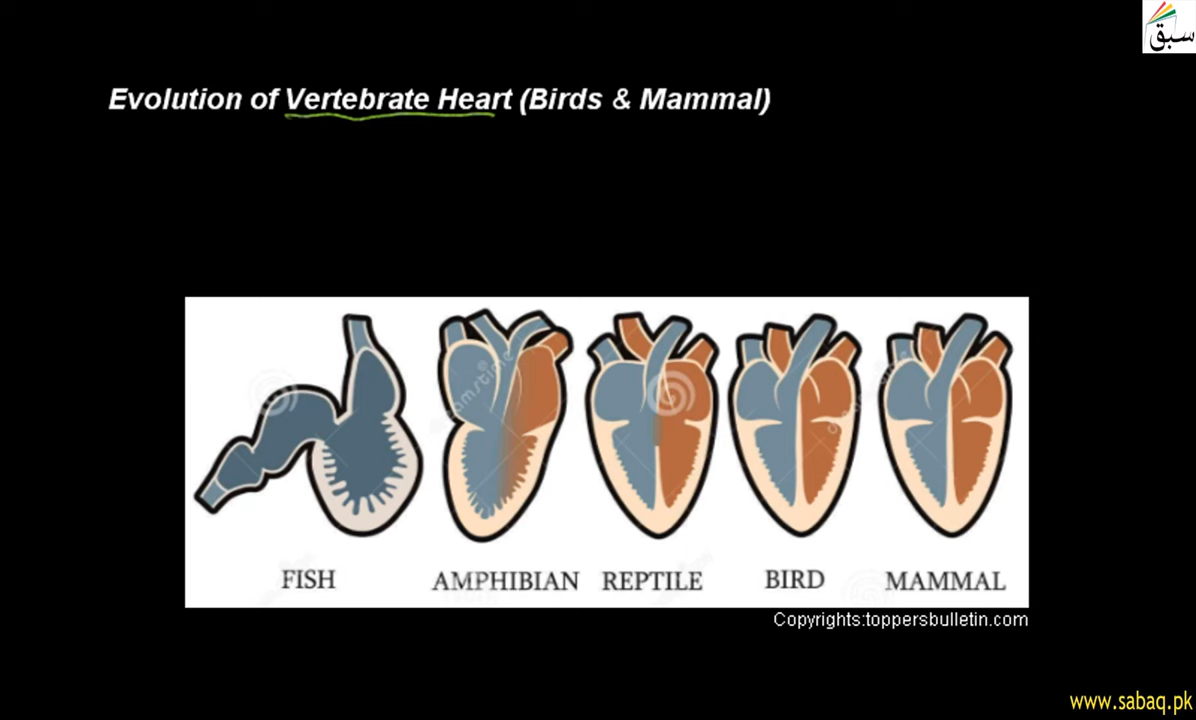 سبق
Evolution of Vertebrate Heart (Birds & Mammal)
FISH AMPHIBIAN REPTILE BIRD MAMMAL
Copyrights:toppersbulletin.com
www.sabaq.pk